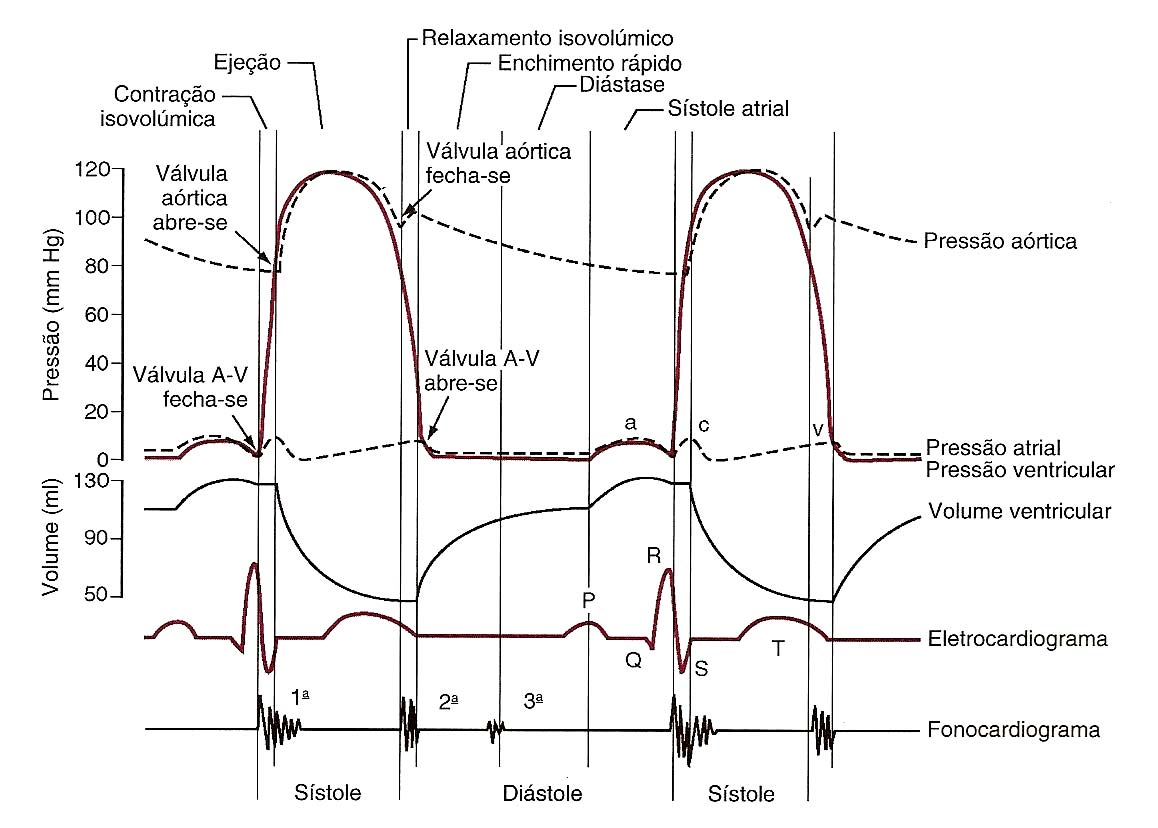 Relaxamento isovolúmico
Ejeção
Enchimento rápido
Diástase
Contração
isovolúmica
Sístole atrial
Válvula aórtica
fecha-se
Válvula
aórtica
abre-se
120
100
80
60
40
20
0
Pressão (mm Hg)
Pressão aórtica
Válvula A-V
fecha-se
Válvula A-V
abre-se
a
c
v
Pressão atrial
Pressão ventricular
130
90
50
Volume (ml)
Volume ventricular
R
P
Q
S
T
Eletrocardiograma
1ª
2ª
3ª
Fonocardiograma
Sístole
Diástole
Sístole